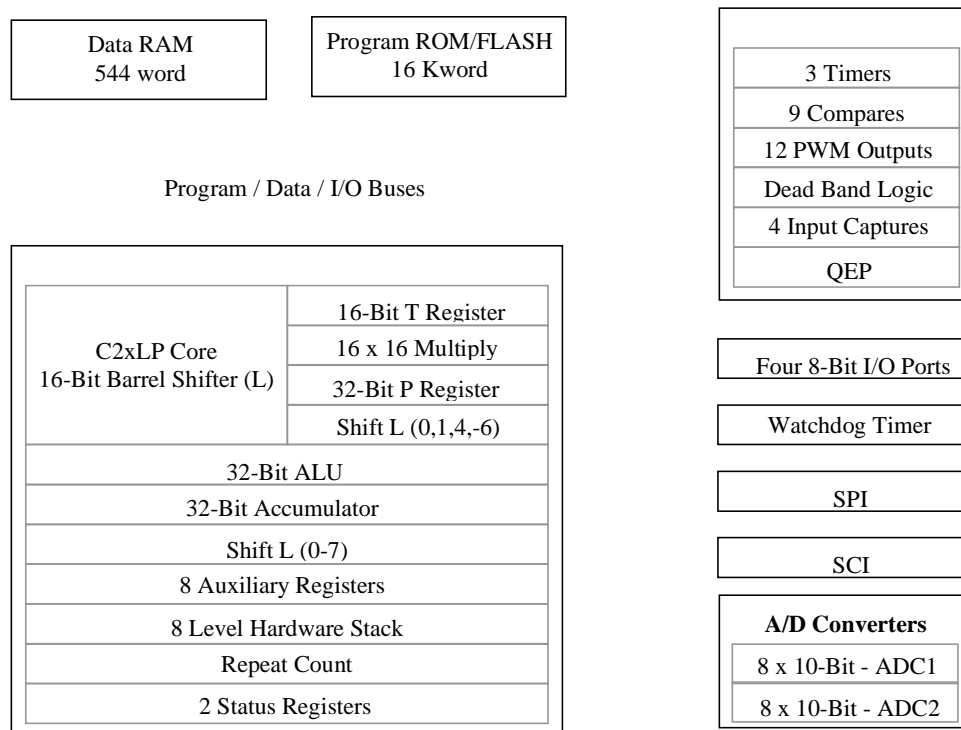 Data RAM
544 word
Program ROM/FLASH
16 Kword
Program / Data / I/O Buses
C2xLP Core
16-Bit Barrel Shifter (L)
16-Bit T Register
16 x 16 Multiply
32-Bit P Register
Shift L (0,1,4,-6)
32-Bit ALU
32-Bit Accumulator
Shift L (0-7)
8 Auxiliary Registers
8 Level Hardware Stack
Repeat Count
2 Status Registers
3 Timers
9 Compares
12 PWM Outputs
Dead Band Logic
4 Input Captures
QEP
Four 8-Bit I/O Ports
Watchdog Timer
SPI
SCI
A/D Converters
8 x 10-Bit - ADC1
8 x 10-Bit - ADC2